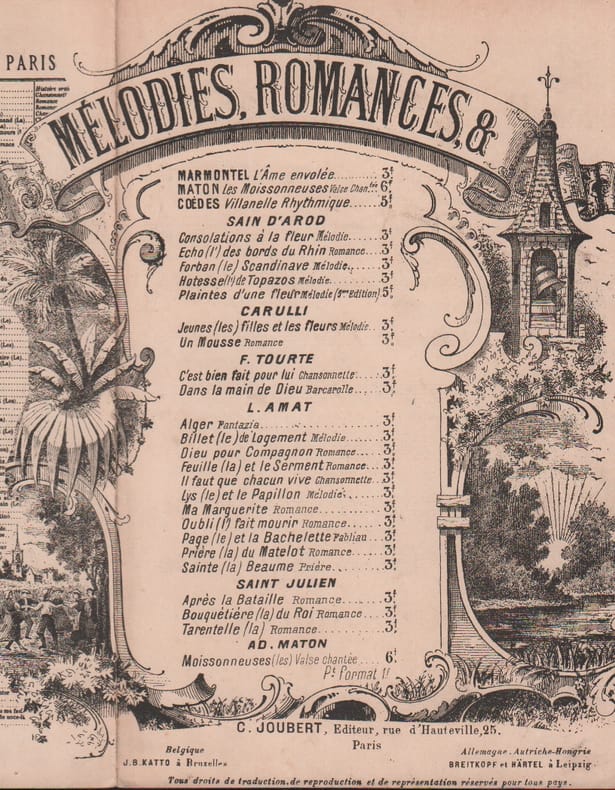 PARIS
MÉLODIES, ROMANCES, &
MARMONTEL L'Âme envolée.......... 3f
MATON les Moissonneuses Valse Chan.tée 6f
COËDES Villanelle Rhythmique..... 5f
SAIN D'AROD
Consolations à la fleur Mélodie...... 3f
Echo (l') des bords du Rhin Romance... 3f
Forban (le) Scandinave Mélodie..... 3f
Hotesse (l') de Topazos Mélodie...... 3f
Plaintes d'une fleur Mélodie (5me Edition). 5f
CARULLI
Jeunes (les) filles et les fleurs Mélodie.. 3f
Un Mousse Romance 3f
F. TOURTE
C'est bien fait pour lui Chansonnette... 3f
Dans la main de Dieu Barcarolle.... 3f
L. AMAT
Alger Fantazia............ 3f
Billet (le) de Logement Mélodie...... 3f
Dieu pour Compagnon Romance.... 3f
Feuille (la) et le Serment Romance... 3f
Il faut que chacun vive Chansonnette... 3f
Lys (le) et le Papillon Mélodie...... 3f
Ma Marguerite Romance......... 3f
Oubli (l') fait mourir Romance..... 3f
Page (le) et la Bachelette Fabliau... 3f
Prière (la) du Matelot Romance..... 3f
Sainte (la) Beaume Prière........ 3f
SAINT JULIEN
Après la Bataille Romance...... 3f
Bouquétière (la) du Roi Romance.... 3f
Tarentelle (la) Romance......... 3f
AD. MATON
Moissonneuses (les) Valse chantée.... 6f
Pt format 1f
C. JOUBERT, Editeur, rue d'Hauteville, 25.
Paris
Belgique
J.B. KATTO à Bruxelles
Allemagne. Autriche-Hongrie
BREITKOPF et HÄRTEL à Leipzig.
Tous droits de traduction, de reproduction et de représentation réservés pour tous pays.